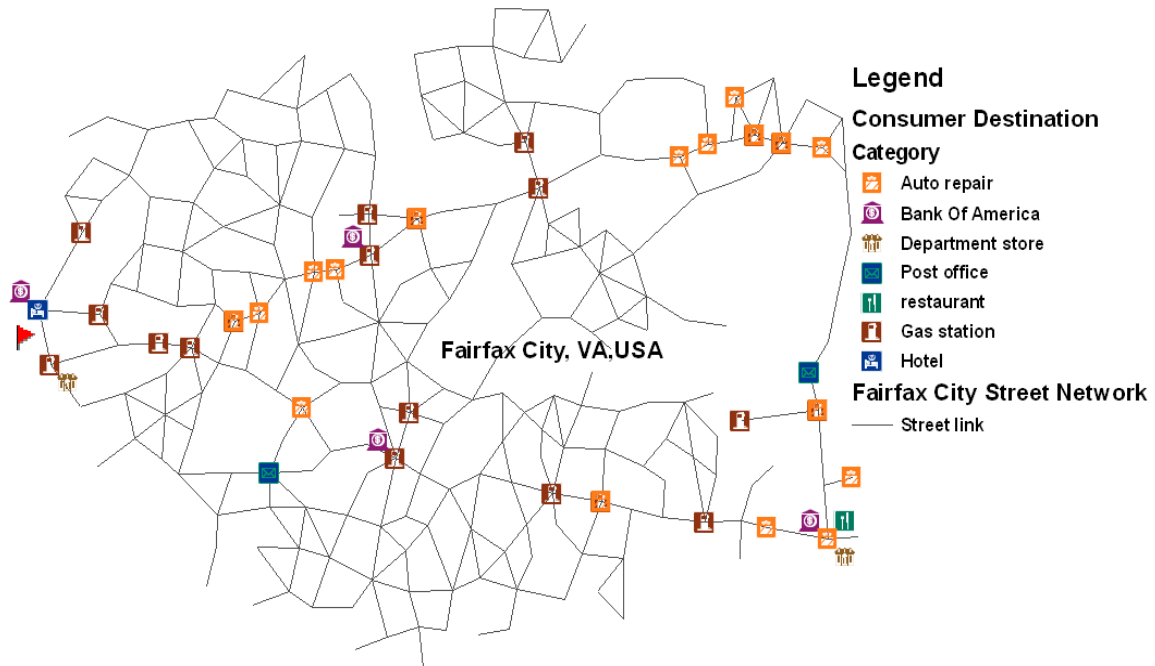 Legend
Consumer Destination
Category
Auto repair
Bank Of America
Department store
Post office
restaurant
Gas station
Hotel
Fairfax City Street Network
Street link
Fairfax City, VA,USA